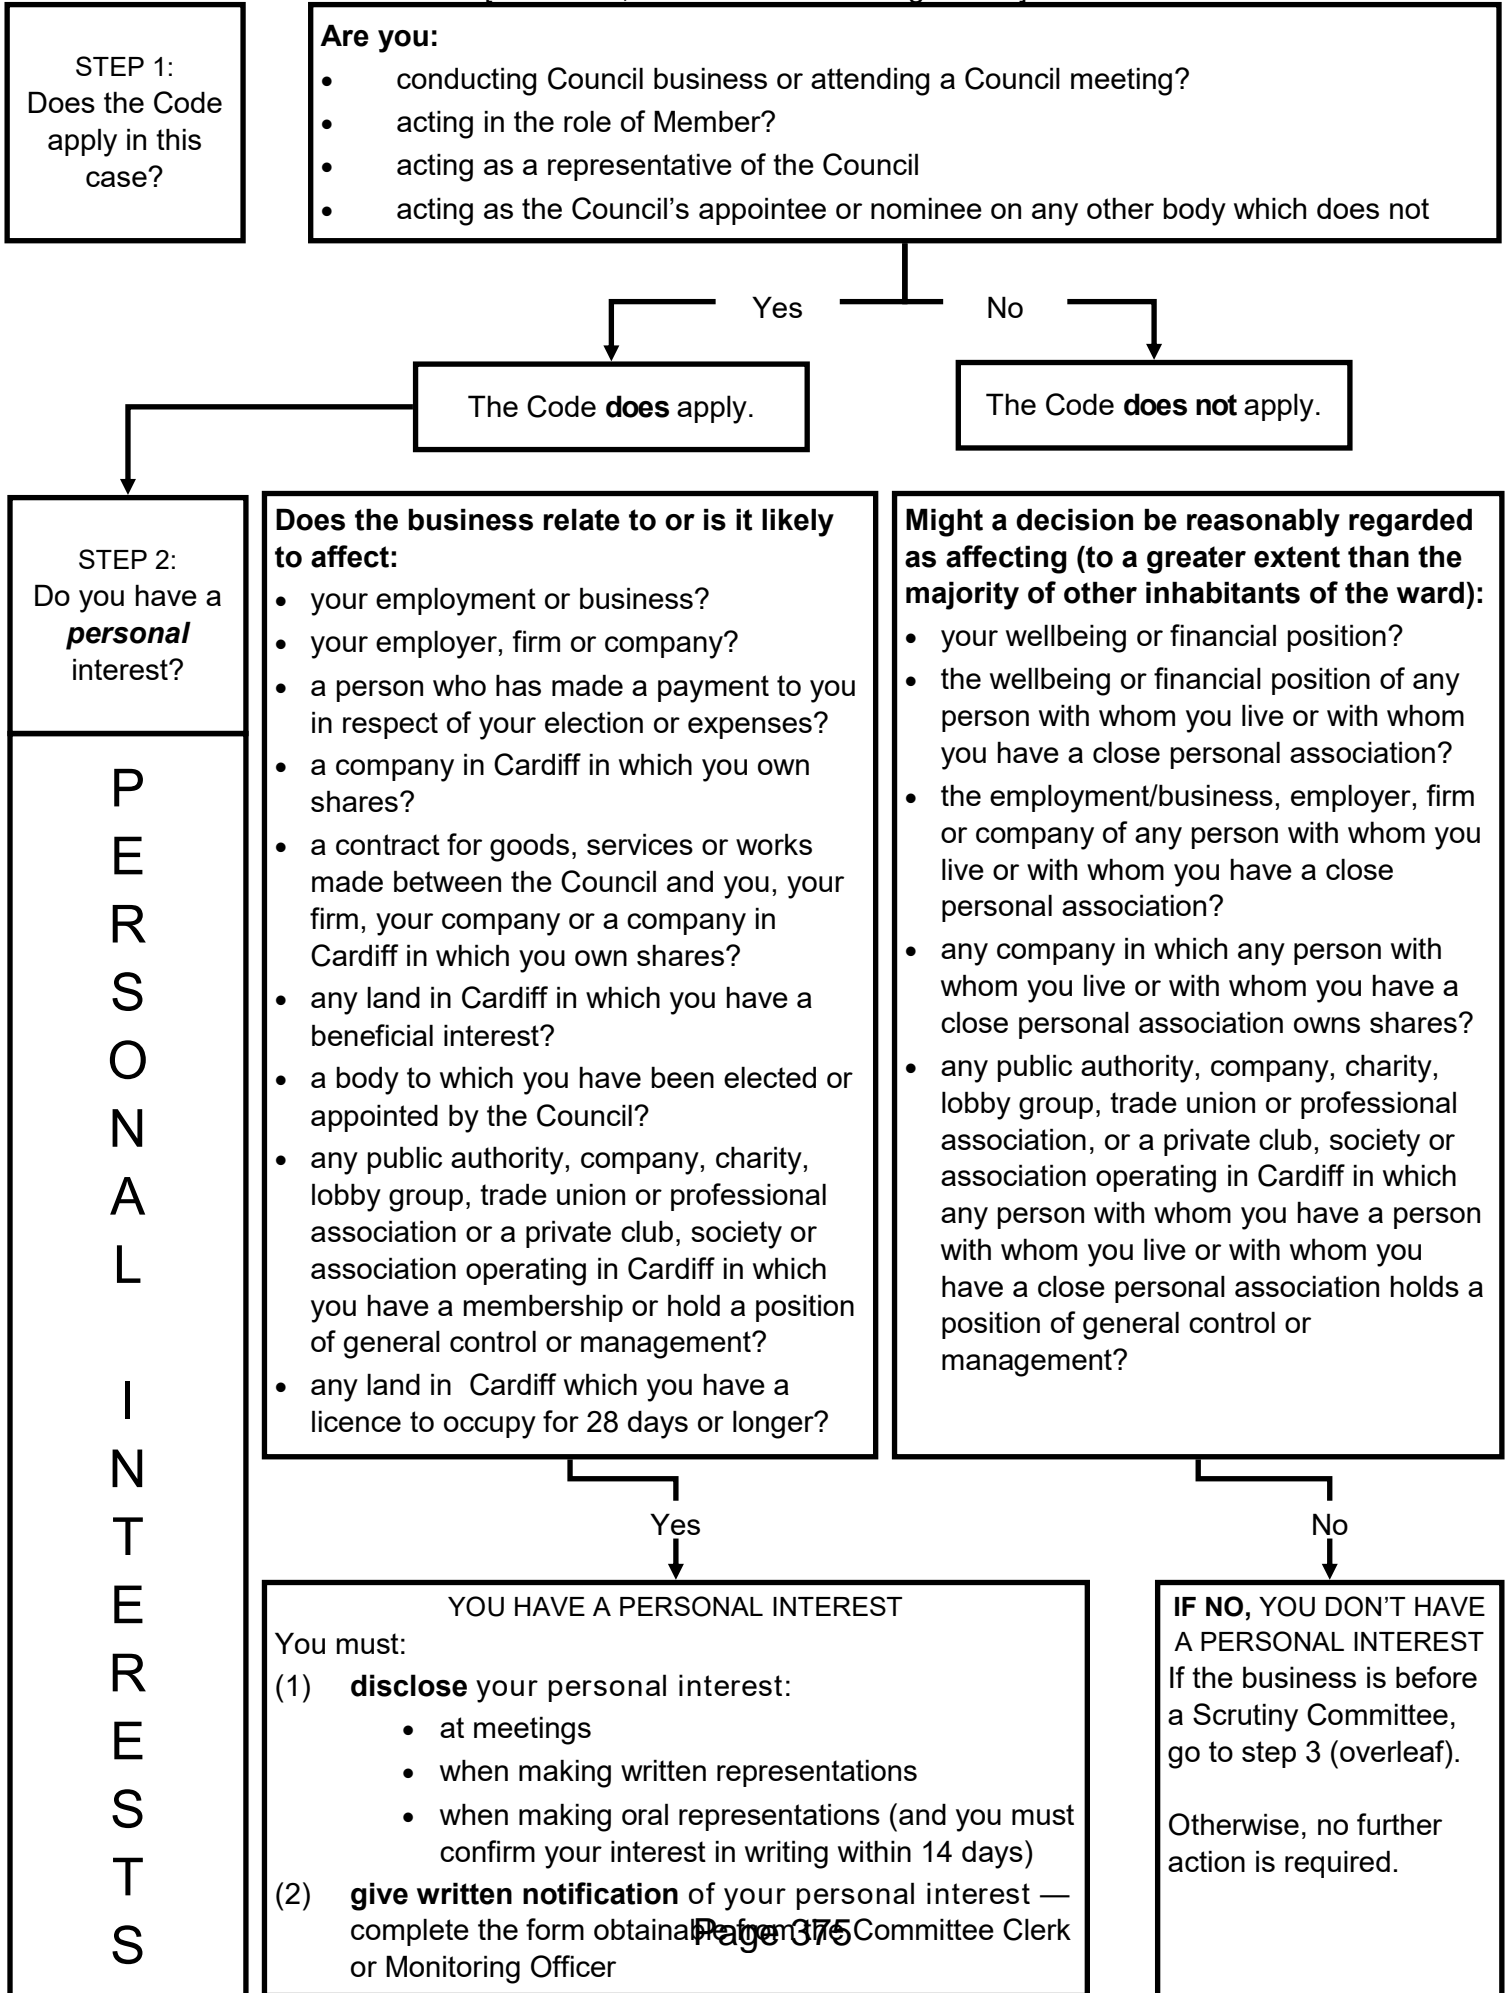 STEP 1:
Does the Code
apply in this
case?
Are you:
• conducting Council business or attending a Council meeting?
• acting in the role of Member?
• acting as a representative of the Council
• acting as the Council’s appointee or nominee on any other body which does not
Yes
No
The Code does apply.
The Code does not apply.
STEP 2:
Do you have a
personal
interest?
PERSONAL INTERESTS
Does the business relate to or is it likely
to affect:
• your employment or business?
• your employer, firm or company?
• a person who has made a payment to you
in respect of your election or expenses?
• a company in Cardiff in which you own
shares?
• a contract for goods, services or works
made between the Council and you, your
firm, your company or a company in
Cardiff in which you own shares?
• any land in Cardiff in which you have a
beneficial interest?
• a body to which you have been elected or
appointed by the Council?
• any public authority, company, charity,
lobby group, trade union or professional
association or a private club, society or
association operating in Cardiff in which
you have a membership or hold a position
of general control or management?
• any land in  Cardiff which you have a
licence to occupy for 28 days or longer?
Might a decision be reasonably regarded
as affecting (to a greater extent than the
majority of other inhabitants of the ward):
• your wellbeing or financial position?
• the wellbeing or financial position of any
person with whom you live or with whom
you have a close personal association?
• the employment/business, employer, firm
or company of any person with whom you
live or with whom you have a close
personal association?
• any company in which any person with
whom you live or with whom you have a
close personal association owns shares?
• any public authority, company, charity,
lobby group, trade union or professional
association, or a private club, society or
association operating in Cardiff in which
any person with whom you have a person
with whom you live or with whom you
have a close personal association holds a
position of general control or
management?
Yes
No
YOU HAVE A PERSONAL INTEREST
You must:
(1) disclose your personal interest:
• at meetings
• when making written representations
• when making oral representations (and you must
confirm your interest in writing within 14 days)
(2) give written notification of your personal interest —
complete the form obtainable from the Committee Clerk
or Monitoring Officer
IF NO, YOU DON’T HAVE
A PERSONAL INTEREST
If the business is before
a Scrutiny Committee,
go to step 3 (overleaf).
Otherwise, no further
action is required.
Page 375